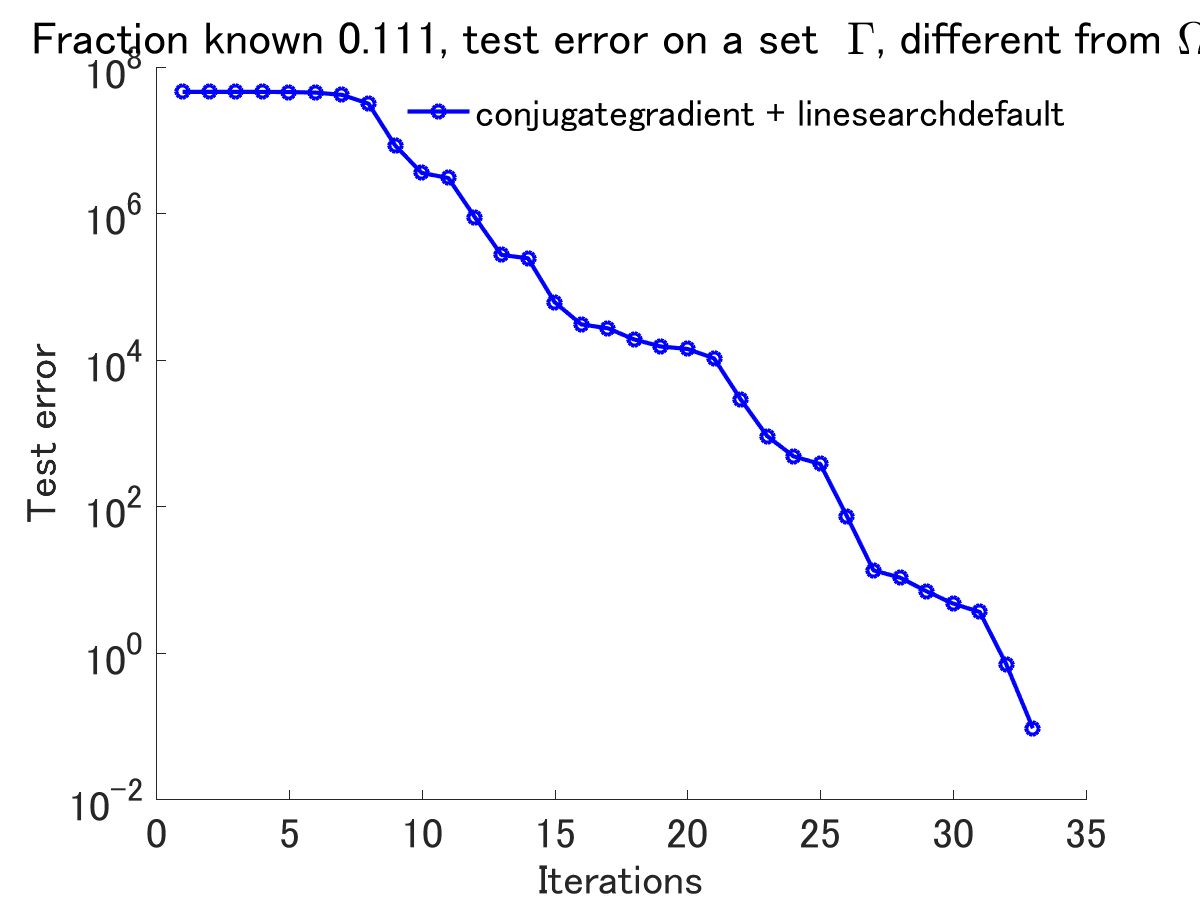 Fraction known 0.111, test error on a set Γ, different from Ω
10^8
conjugategradient + linesearchdefault
10^6
10^4
10^2
10^0
10^-2
Test error
0 5 10 15 20 25 30 35
Iterations